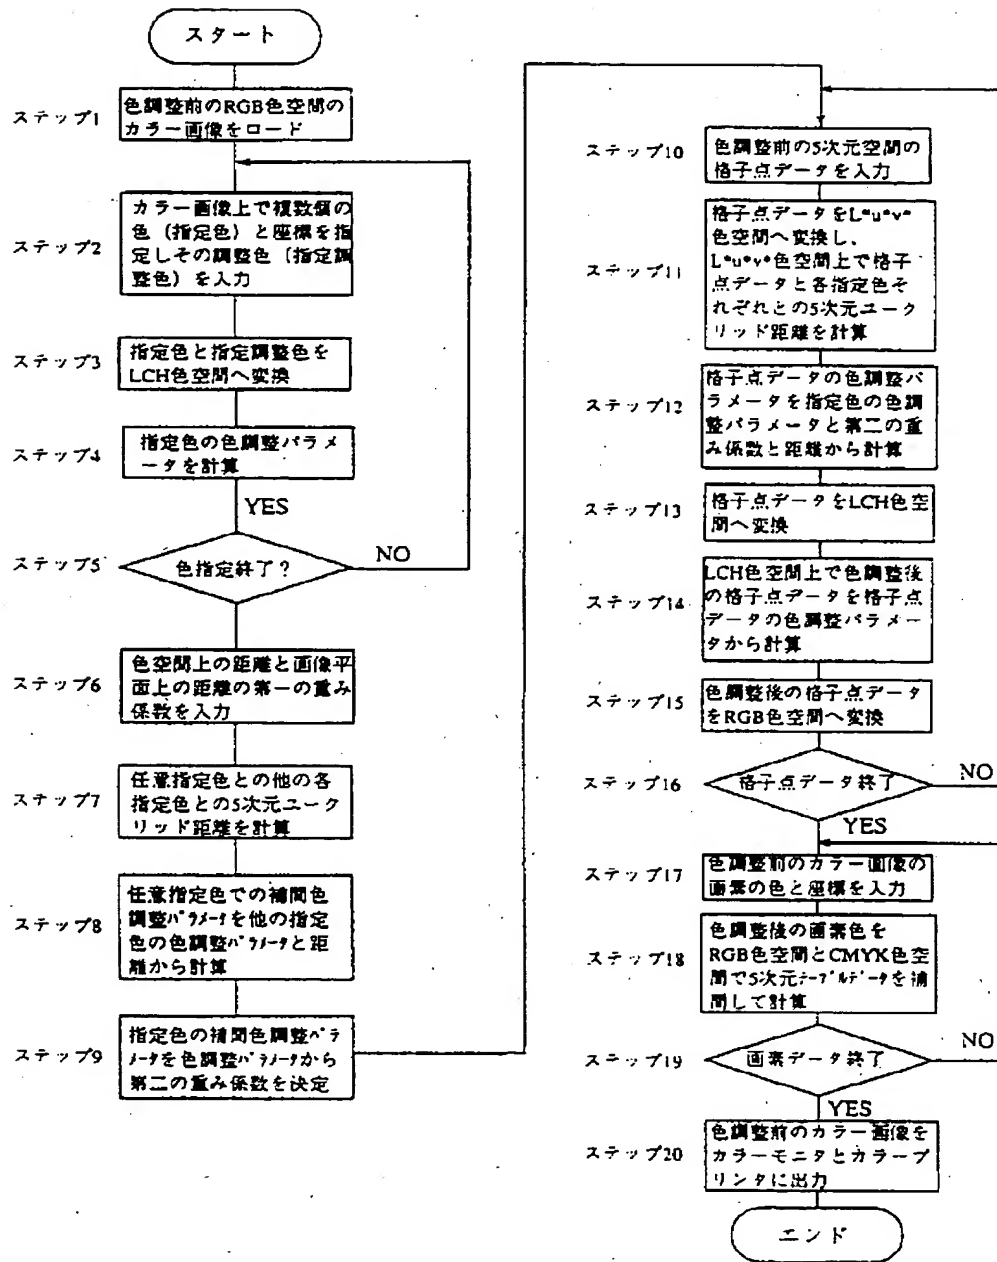 スタート
ステップ1
色調整前のRGB色空間の
カラー画像をロード
ステップ2
カラー画像上で複数個の
色（指定色）と座標を指
定しその調整色（指定調
整色）を入力
ステップ3
指定色と指定調整色を
LCH色空間へ変換
ステップ4
指定色の色調整パラメ
ータを計算
YES
ステップ5
色指定終了？
NO
ステップ6
色空間上の距離と画像平
面上の距離の第一の重み
係数を入力
ステップ7
任意指定色との他の各
指定色との5次元ユーク
リッド距離を計算
ステップ8
任意指定色での補間色
調整パラメータを他の指定
色の色調整パラメータと距
離から計算
ステップ9
指定色の補間色調整パラ
メータを色調整パラメータから
第二の重み係数を決定
ステップ10
色調整前の5次元空間の
格子点データを入力
ステップ11
格子点データをL*u*v*
色空間へ変換し、
L*u*v*色空間上で格子
点データと各指定色そ
れぞれとの5次元ユーク
リッド距離を計算
ステップ12
格子点データの色調整パ
ラメータを指定色の色調
整パラメータと第二の重
み係数と距離から計算
ステップ13
格子点データをLCH色空
間へ変換
ステップ14
LCH色空間上で色調整後
の格子点データを格子点
データの色調整パラメー
タから計算
ステップ15
色調整後の格子点データ
をRGB色空間へ変換
ステップ16
格子点データ終了
NO
YES
ステップ17
色調整前のカラー画像の
画素の色と座標を入力
ステップ18
色調整後の画素色を
RGB色空間とCMYK色空
間で5次元テーブルデータを補
間して計算
ステップ19
画素データ終了
NO
YES
ステップ20
色調整前のカラー画像を
カラーモニタとカラープ
リンタに出力
エンド